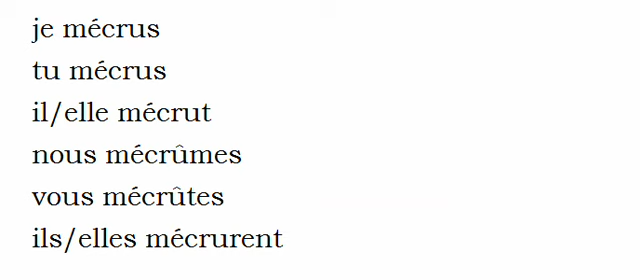 je mécrus
tu mécrus
il/elle mécrut
nous mécrûmes
vous mécrûtes
ils/elles mécrurent